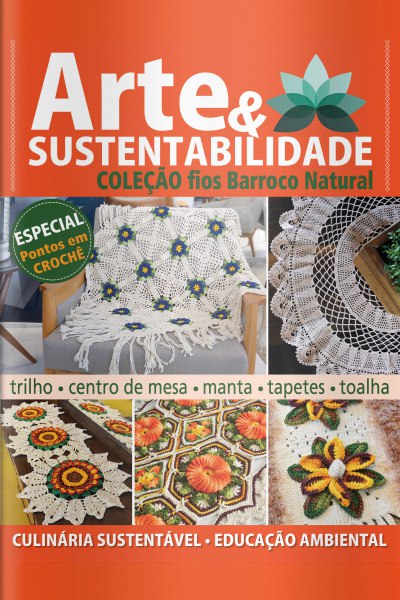 Arte&
SUSTENTABILIDADE
COLEÇÃO fios Barroco Natural
ESPECIAL
Pontos em
CROCHÊ
trilho • centro de mesa • manta • tapetes • toalha
CULINÁRIA SUSTENTÁVEL • EDUCAÇÃO AMBIENTAL